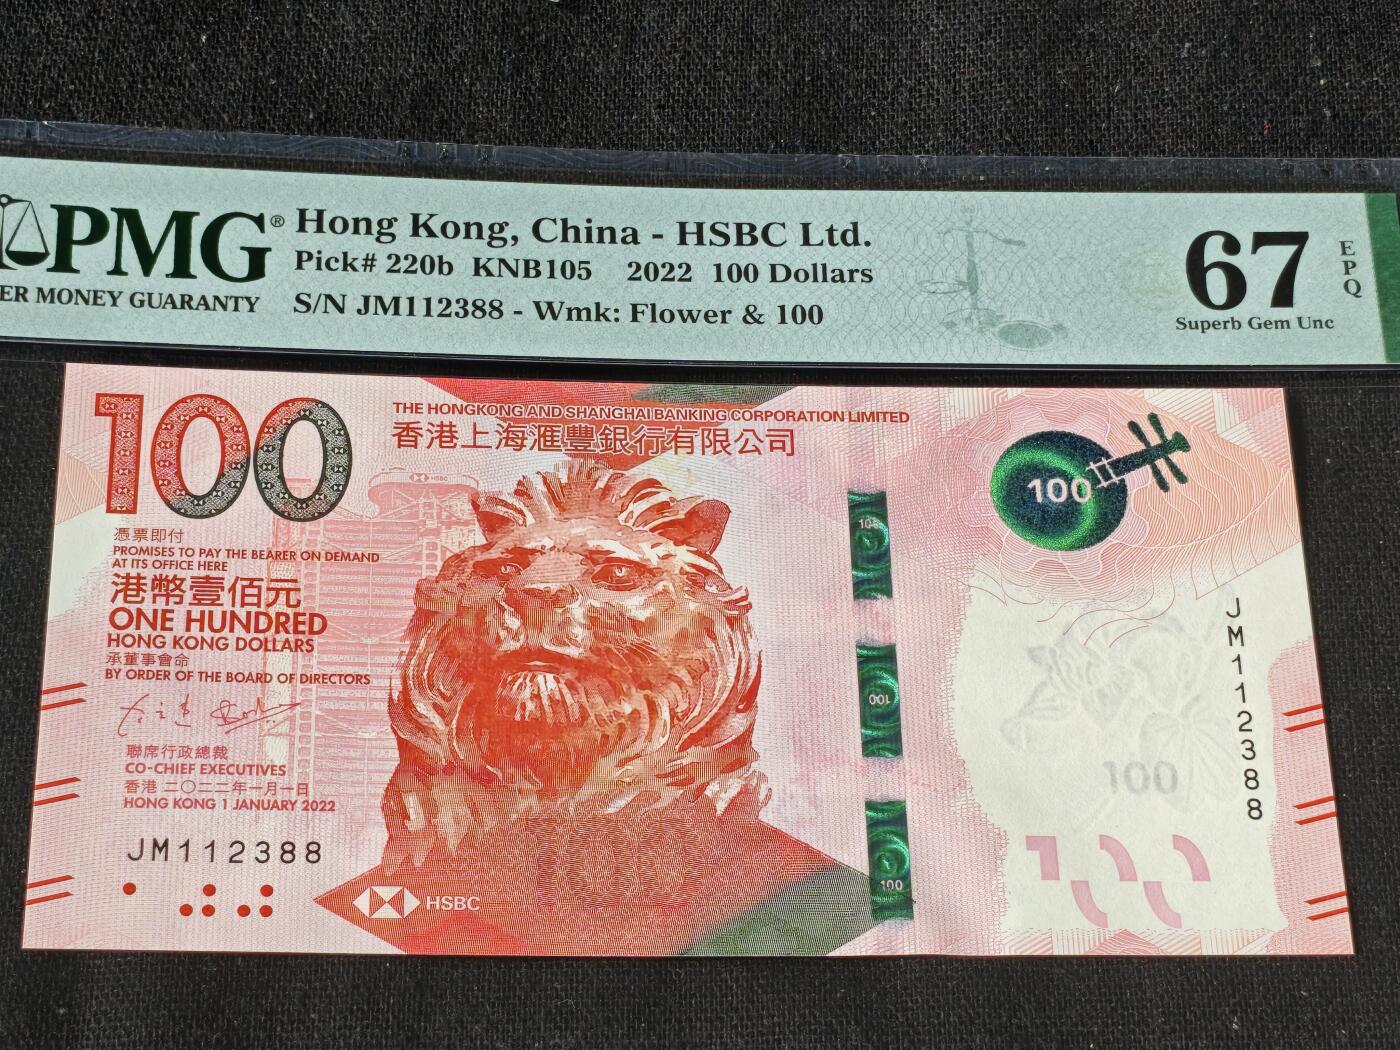 PMG®
ER MONEY GUARANTY
Hong Kong, China - HSBC Ltd.
Pick# 220b KNB105 2022 100 Dollars
S/N JM112388 - Wmk: Flower & 100
67
EPQ
Superb Gem Unc
100
THE HONGKONG AND SHANGHAI BANKING CORPORATION LIMITED
香港上海滙豐銀行有限公司
HSBC
憑票即付
PROMISES TO PAY THE BEARER ON DEMAND
AT ITS OFFICE HERE
港幣壹佰元
ONE HUNDRED
HONG KONG DOLLARS
承董事會命
BY ORDER OF THE BOARD OF DIRECTORS
聯席行政總裁
CO-CHIEF EXECUTIVES
香港 二〇二二年一月一日
HONG KONG 1 JANUARY 2022
JM112388
HSBC
100
100
100
100
100
100
JM112388